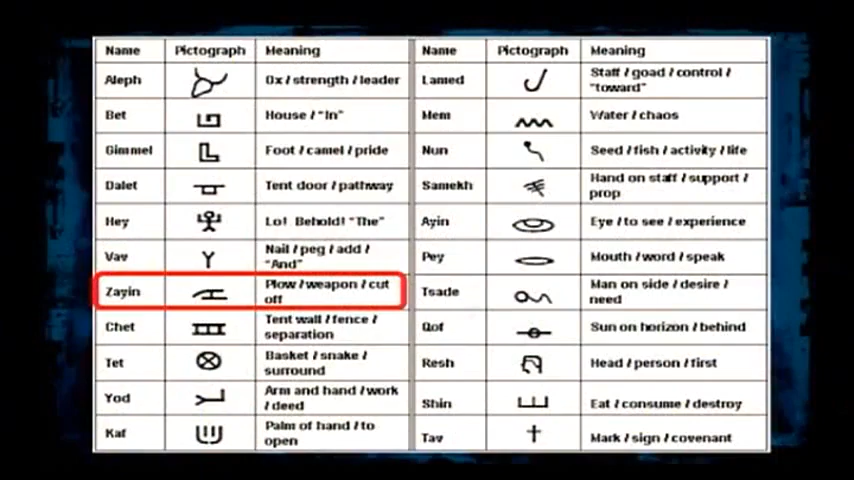 Name Pictograph Meaning Name Pictograph Meaning
Aleph Ox / strength / leader Lamed Staff / goad / control / "toward"
Bet House / "In" Mem Water / chaos
Gimmel Foot / camel / pride Nun Seed / fish / activity / life
Dalet Tent door / pathway Samekh Hand on staff / support / prop
Hey Lo! Behold! "The" Ayin Eye / to see / experience
Vav Nail / peg / add / "And" Pey Mouth / word / speak
Zayin Plow / weapon / cut off Tsade Man on side / desire / need
Chet Tent wall / fence / separation Qof Sun on horizon / behind
Tet Basket / snake / surround Resh Head / person / first
Yod Arm and hand / work / deed Shin Eat / consume / destroy
Kaf Palm of hand / to open Tav Mark / sign / covenant